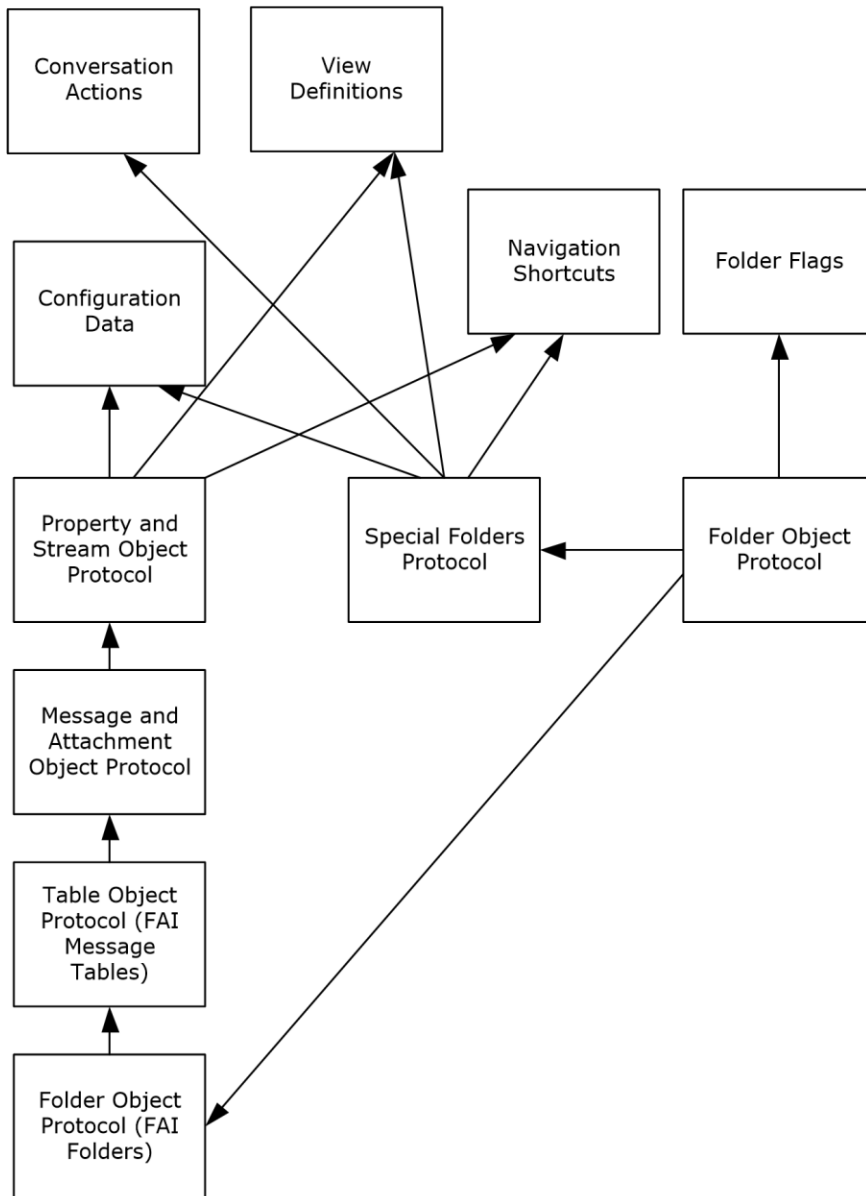 Conversation
Actions
View
Definitions
Navigation
Shortcuts
Folder Flags
Configuration
Data
Property and
Stream Object
Protocol
Special Folders
Protocol
Folder Object
Protocol
Message and
Attachment
Object Protocol
Table Object
Protocol (FAI
Message
Tables)
Folder Object
Protocol (FAI
Folders)